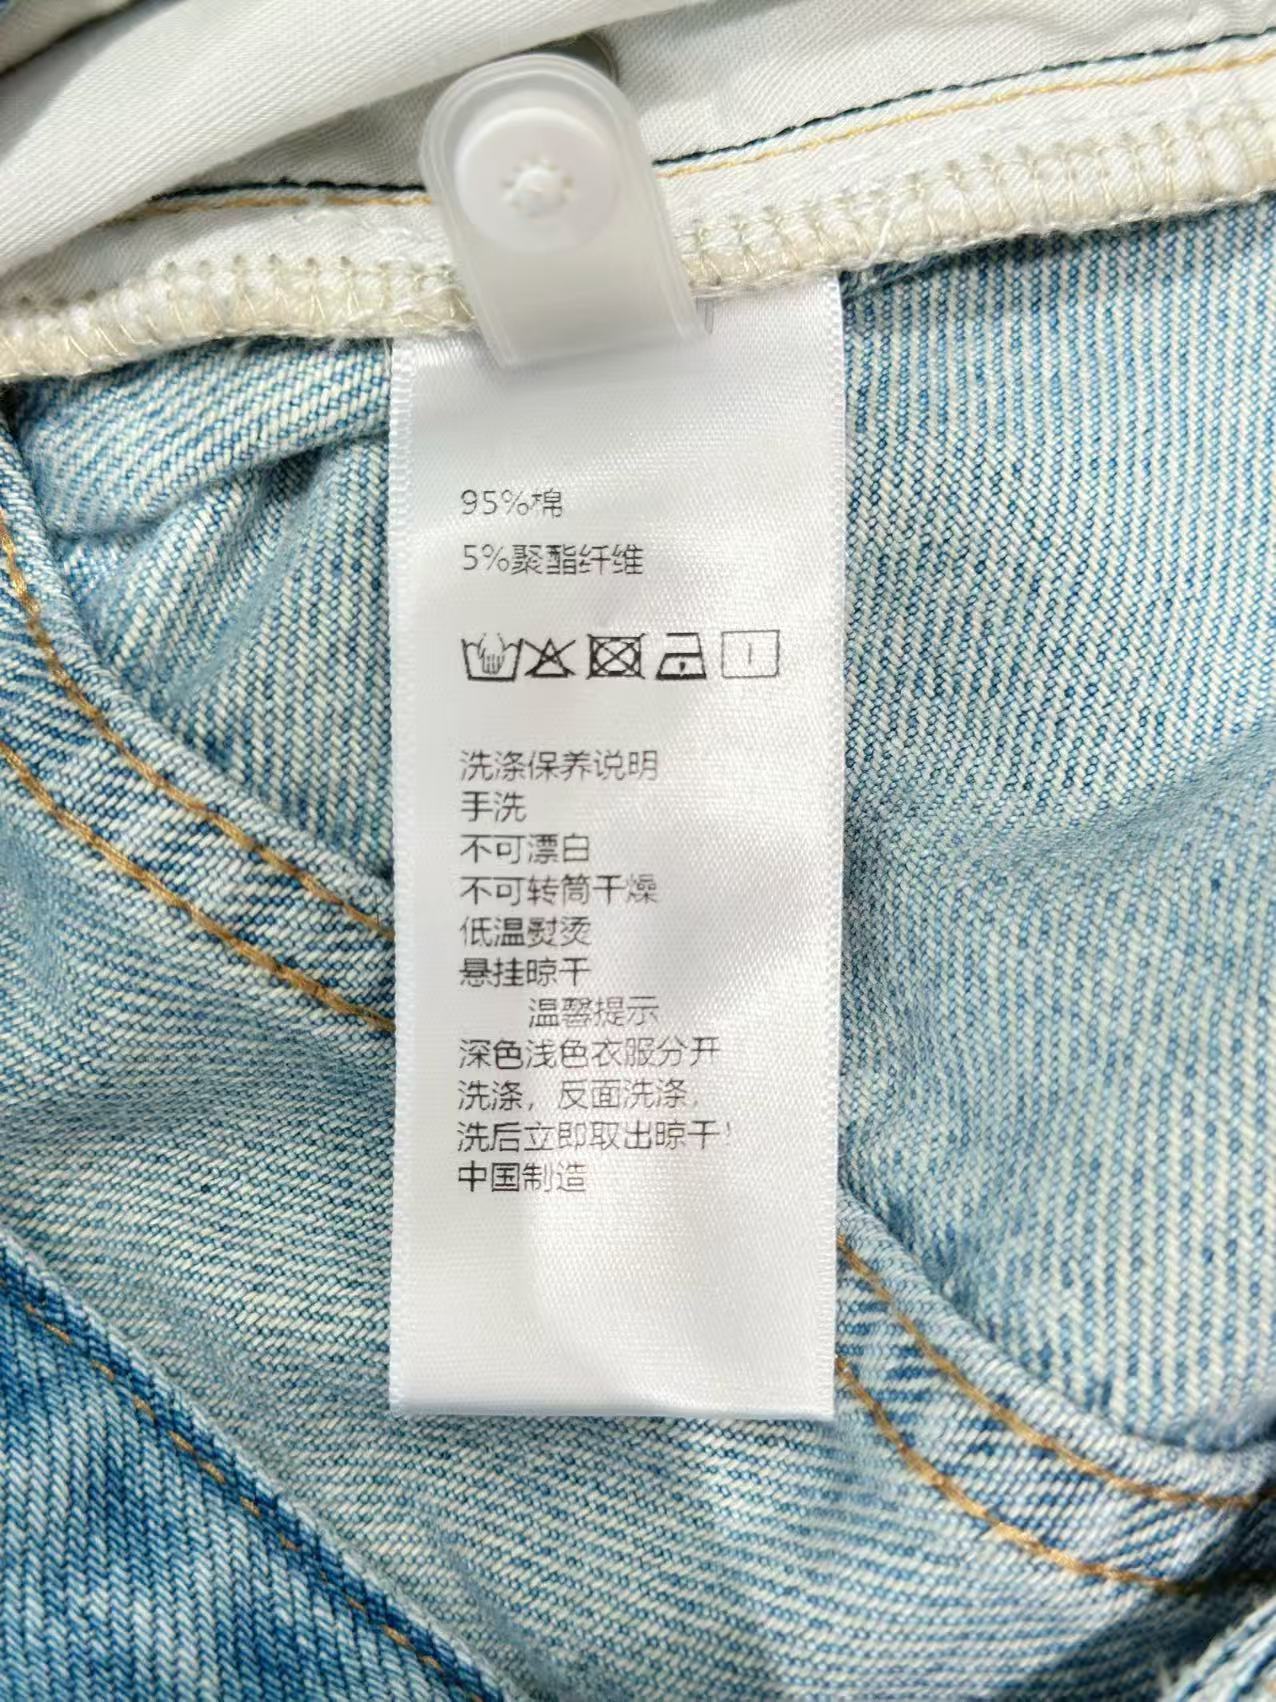 95%棉
5%聚酯纤维
洗涤保养说明
手洗
不可漂白
不可转筒干燥
低温熨烫
悬挂晾干
温馨提示
深色浅色衣服分开
洗涤，反面洗涤，
洗后立即取出晾干！
中国制造